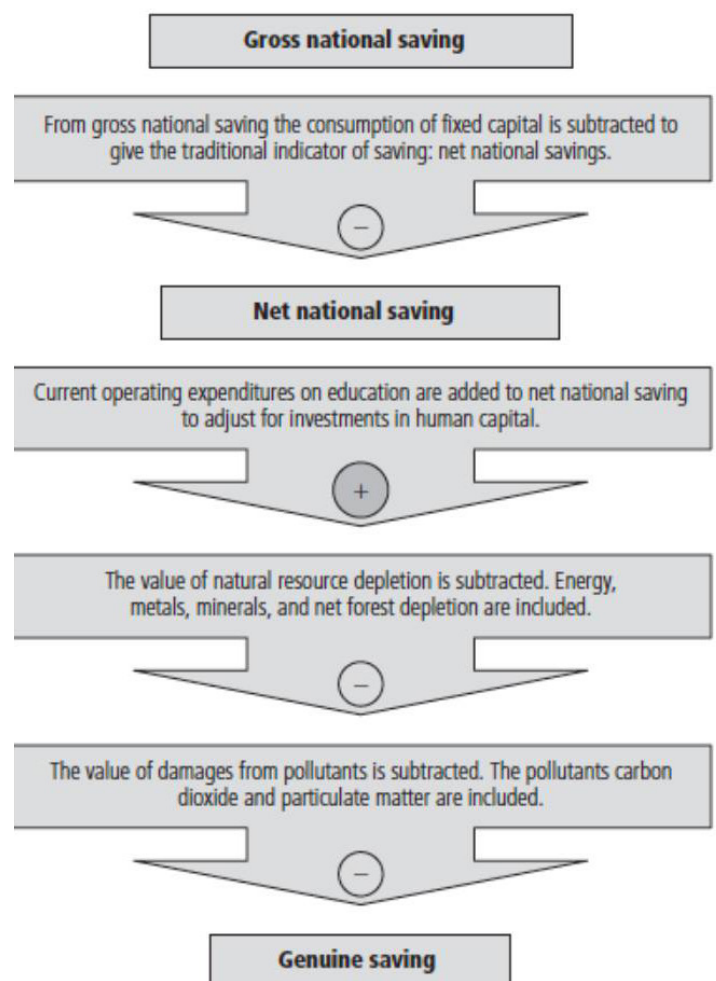 Gross national saving
From gross national saving the consumption of fixed capital is subtracted to
give the traditional indicator of saving: net national savings.
−
Net national saving
Current operating expenditures on education are added to net national saving
to adjust for investments in human capital.
+
The value of natural resource depletion is subtracted. Energy,
metals, minerals, and net forest depletion are included.
−
The value of damages from pollutants is subtracted. The pollutants carbon
dioxide and particulate matter are included.
−
Genuine saving